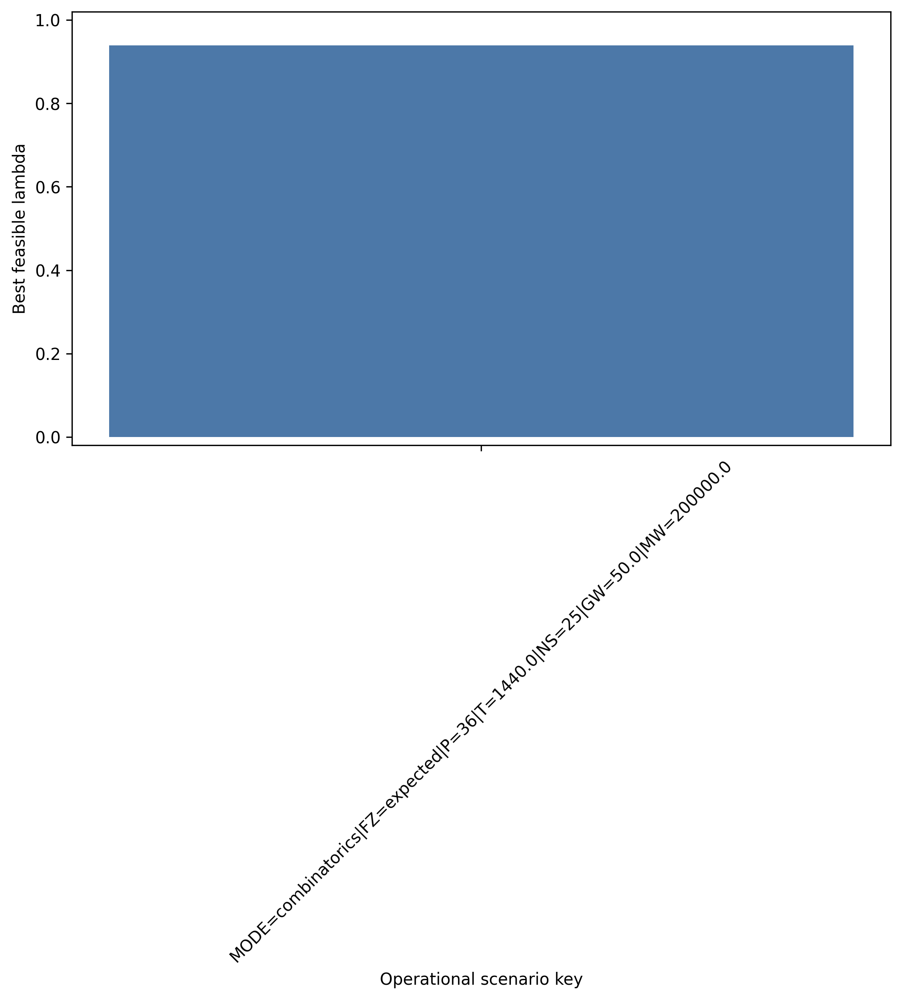 1.0
0.8
0.6
0.4
0.2
0.0
Best feasible lambda
MODE=combinatorics|FZ=expected|P=36|T=1440.0|NS=25|GW=50.0|MW=200000.0
Operational scenario key